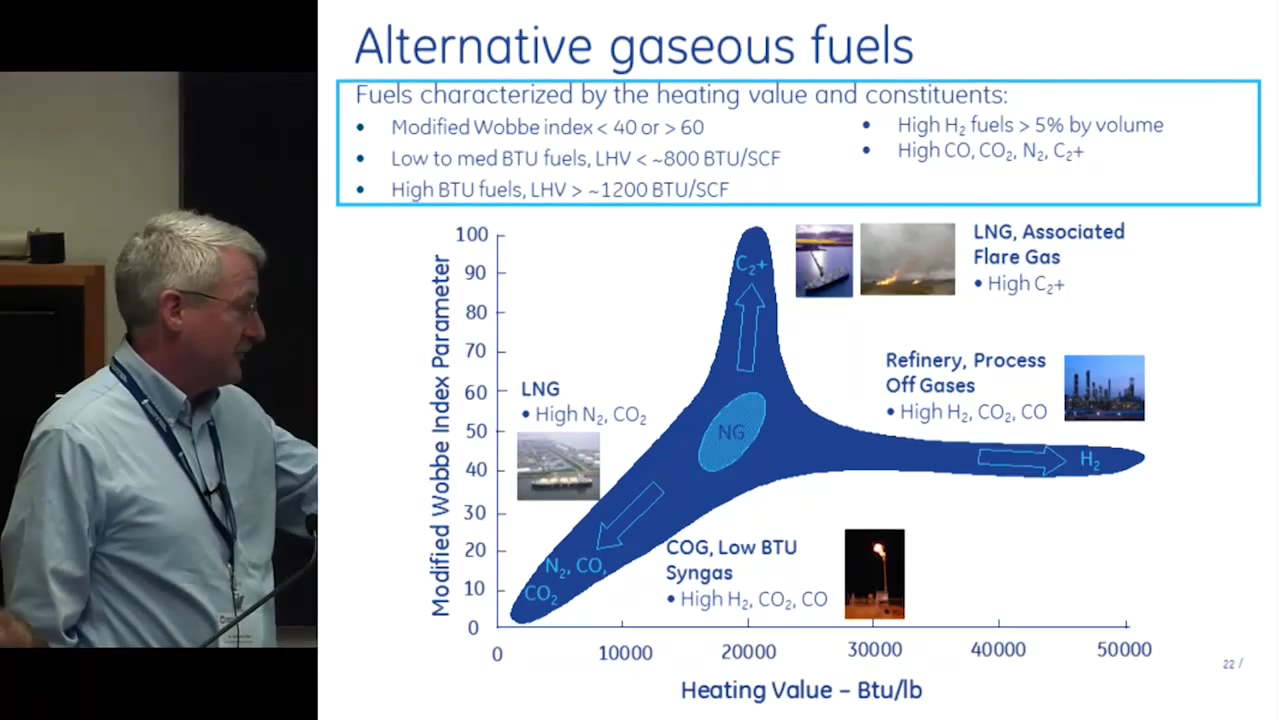 Alternative gaseous fuels
Fuels characterized by the heating value and constituents:
• Modified Wobbe index < 40 or > 60
• Low to med BTU fuels, LHV < ~800 BTU/SCF
• High BTU fuels, LHV > ~1200 BTU/SCF
• High H₂ fuels > 5% by volume
• High CO, CO₂, N₂, C₂+
Modified Wobbe Index Parameter
100
90
80
70
60
50
40
30
20
10
0
C₂+
LNG, Associated
Flare Gas
• High C₂+
Refinery, Process
Off Gases
• High H₂, CO₂, CO
LNG
• High N₂, CO₂
NG
H₂
N₂, CO,
CO₂
COG, Low BTU
Syngas
• High H₂, CO₂, CO
0
10000
20000
30000
40000
50000
Heating Value – Btu/lb
22 /